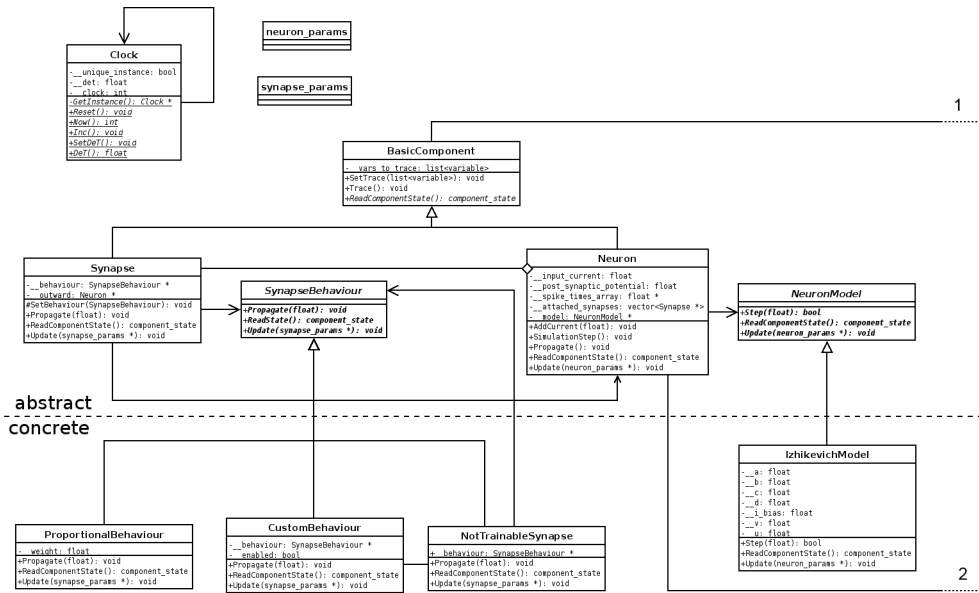 Clock
-__unique_instance: bool
-__det: float
-__clock: int
-GetInstance(): Clock *
+Reset(): void
+Now(): int
+Inc(): void
+SetDeT(): void
+DeT(): float
neuron_params
synapse_params
1
BasicComponent
-__vars_to_trace: list<variable>
+SetTrace(list<variable>): void
+Trace(): void
+ReadComponentState(): component_state
Synapse
-__behaviour: SynapseBehaviour *
-__outward: Neuron *
#SetBehaviour(SynapseBehaviour): void
+Propagate(float): void
+ReadComponentState(): component_state
+Update(synapse_params *): void
SynapseBehaviour
+Propagate(float): void
+ReadState(): component_state
+Update(synapse_params *): void
Neuron
-__input_current: float
-__post_synaptic_potential: float
-__spike_times_array: float *
-__attached_synapses: vector<Synapse *>
-__model: NeuronModel *
+AddCurrent(float): void
+SimulationStep(): void
+Propagate(): void
+ReadComponentState(): component_state
+Update(neuron_params *): void
NeuronModel
+Step(float): bool
+ReadComponentState(): component_state
+Update(neuron_params *): void
abstract
concrete
ProportionalBehaviour
-__weight: float
+Propagate(float): void
+ReadComponentState(): component_state
+Update(synapse_params *): void
CustomBehaviour
-__behaviour: SynapseBehaviour *
-__enabled: bool
+Propagate(float): void
+ReadComponentState(): component_state
+Update(synapse_params *): void
NotTrainableSynapse
+__behaviour: SynapseBehaviour *
+Propagate(float): void
+ReadComponentState(): component_state
+Update(synapse_params *): void
IzhikevichModel
-__a: float
-__b: float
-__c: float
-__d: float
-__i_bias: float
-__v: float
-__u: float
+Step(float): bool
+ReadComponentState(): component_state
+Update(neuron_params *): void
2